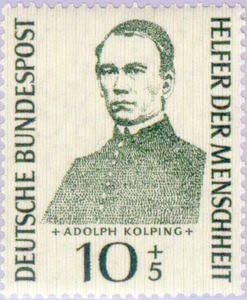 DEUTSCHE BUNDESPOST
HELFER DER MENSCHHEIT
+ ADOLPH KOLPING +
10 + 5